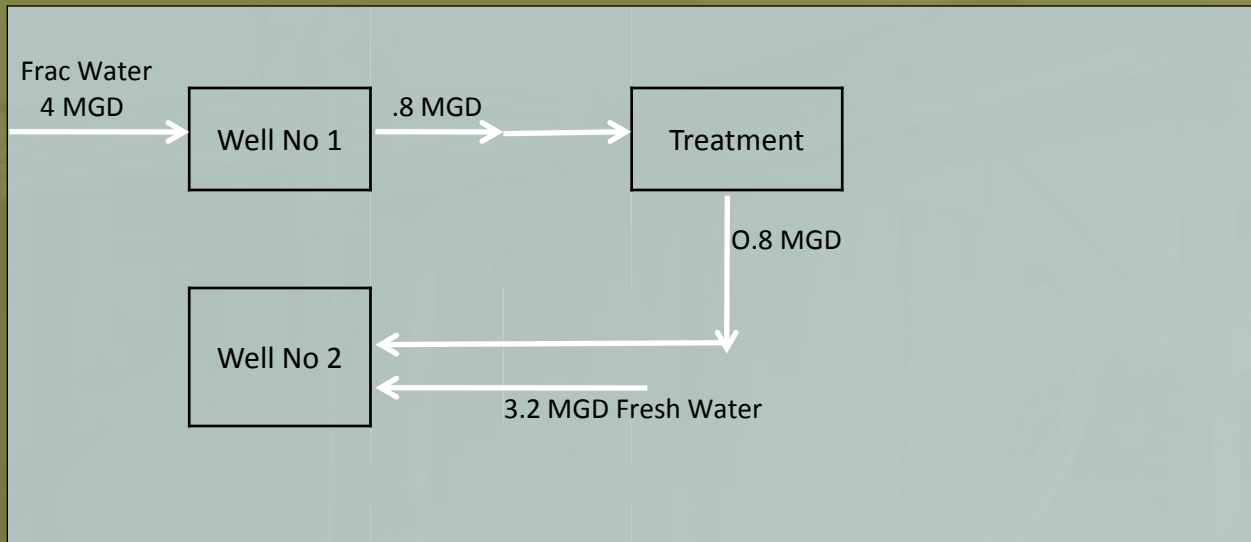 Frac Water
4 MGD
.8 MGD
Well No 1
Treatment
O.8 MGD
Well No 2
3.2 MGD Fresh Water